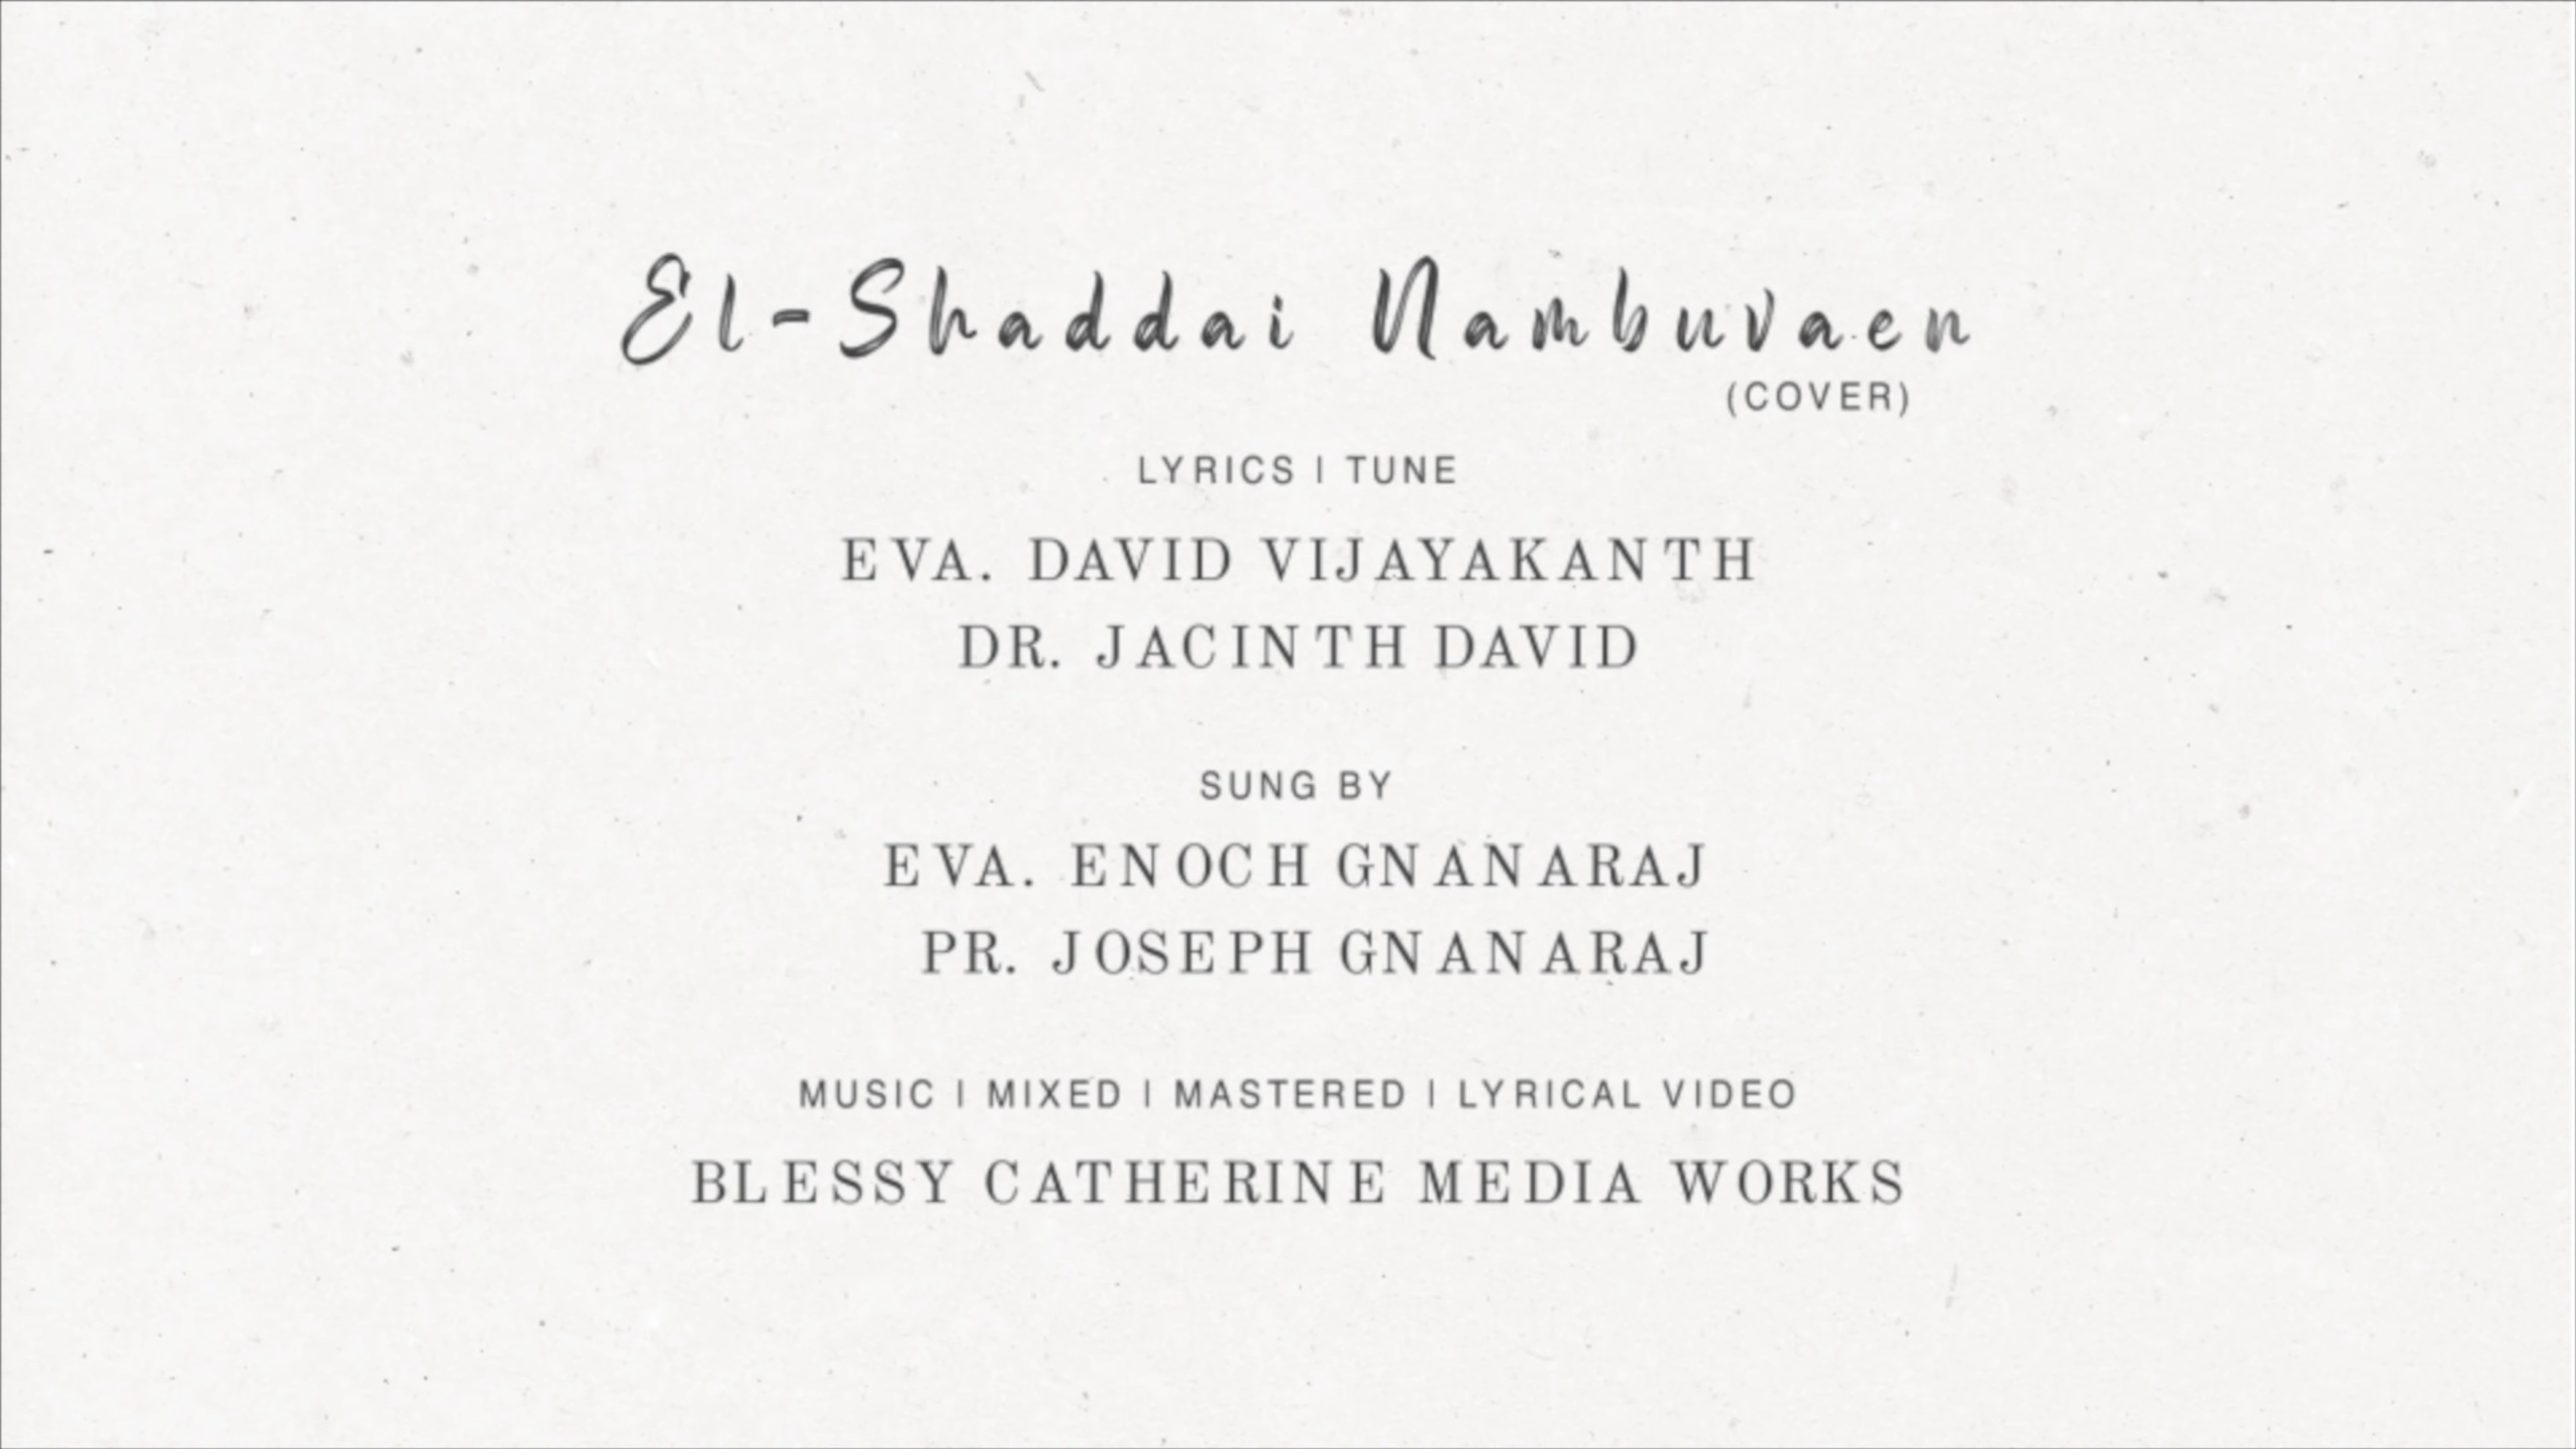 El-Shaddai Nambuvaen
(COVER)
LYRICS | TUNE
EVA. DAVID VIJAYAKANTH
DR. JACINTH DAVID
SUNG BY
EVA. ENOCH GNANARAJ
PR. JOSEPH GNANARAJ
MUSIC | MIXED | MASTERED | LYRICAL VIDEO
BLESSY CATHERINE MEDIA WORKS